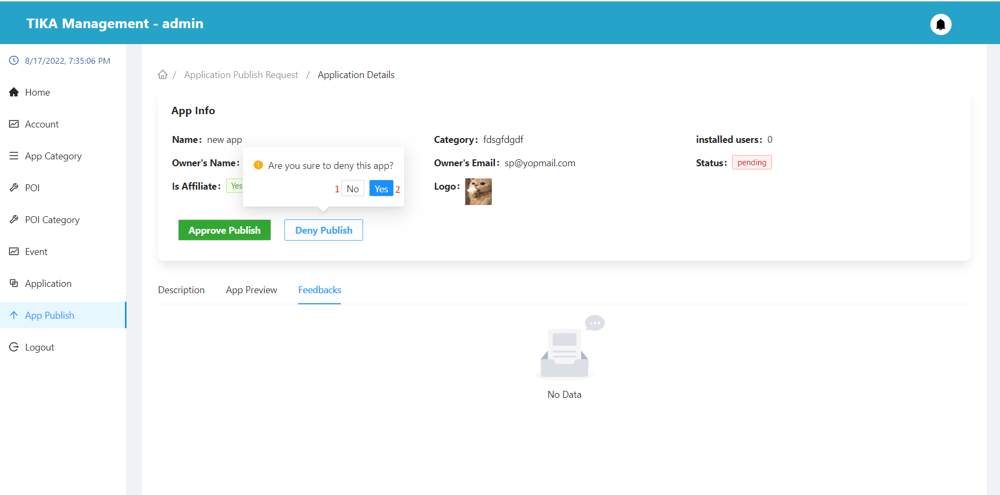 TIKA Management - admin
8/17/2022, 7:35:06 PM
Home
Account
App Category
POI
POI Category
Event
Application
App Publish
Logout
/ Application Publish Request / Application Details
App Info
Name: new app
Category: fdsgfdgdf
installed users: 0
Owner's Name:
Owner's Email: sp@yopmail.com
Status: pending
Is Affiliate: Yes
Logo:
Are you sure to deny this app?
1 No Yes 2
Approve Publish
Deny Publish
Description
App Preview
Feedbacks
No Data